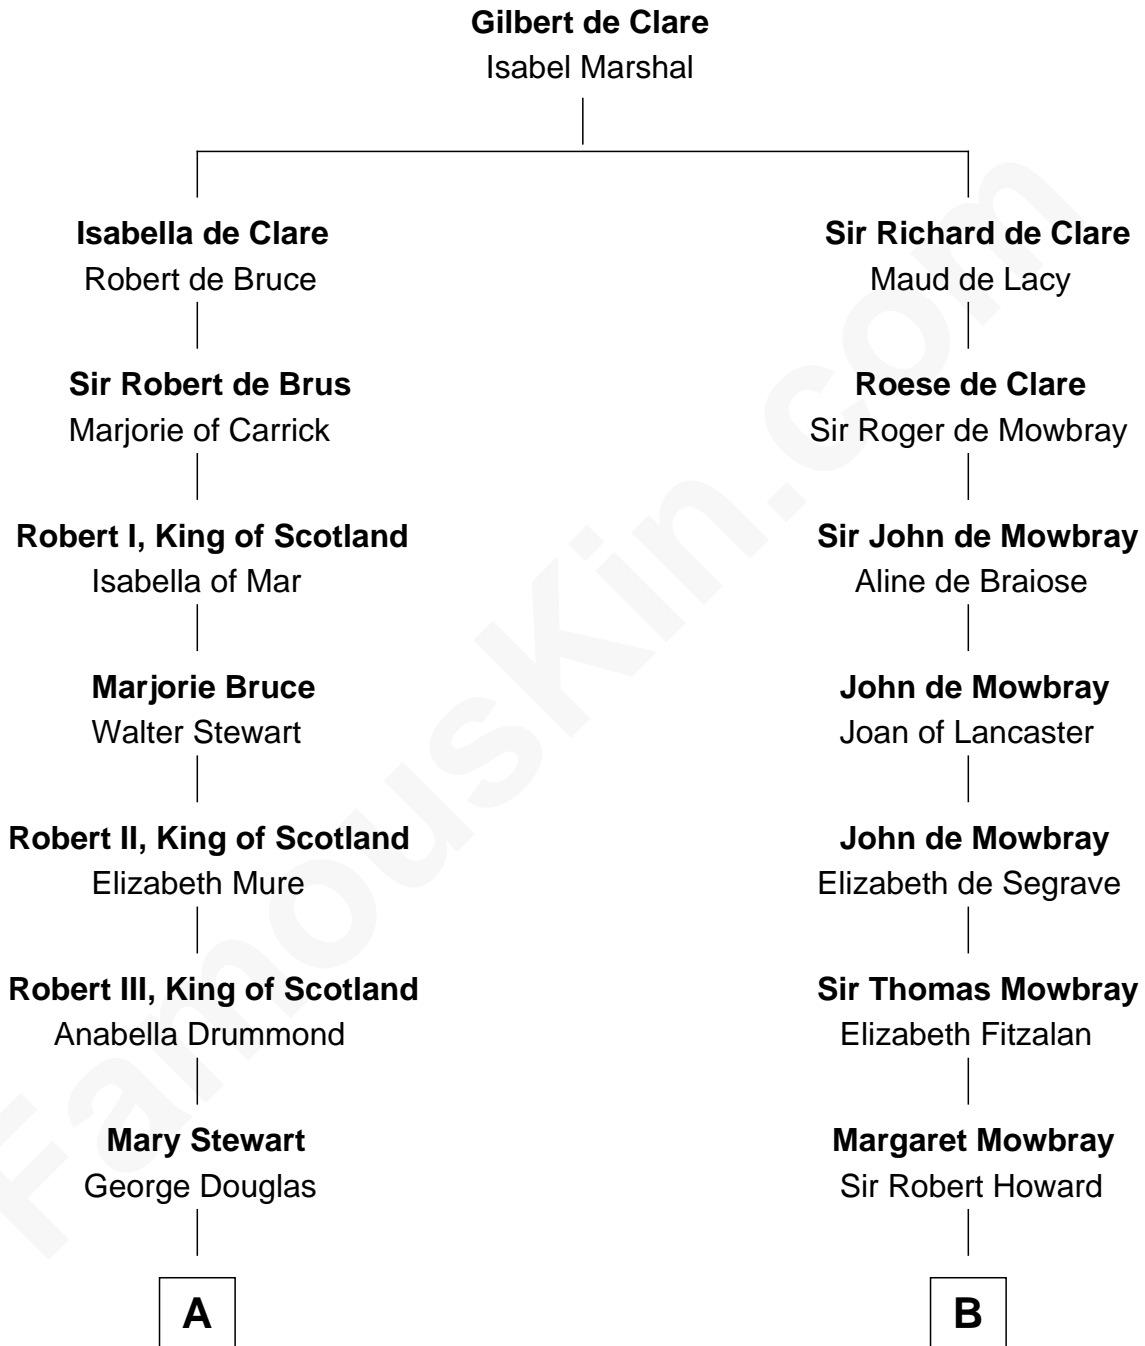 Gilbert de Clare
Isabel Marshal
Isabella de Clare
Robert de Bruce
Sir Richard de Clare
Maud de Lacy
Sir Robert de Brus
Marjorie of Carrick
Roese de Clare
Sir Roger de Mowbray
Robert I, King of Scotland
Isabella of Mar
Sir John de Mowbray
Aline de Braiose
Marjorie Bruce
Walter Stewart
John de Mowbray
Joan of Lancaster
Robert II, King of Scotland
Elizabeth Mure
John de Mowbray
Elizabeth de Segrave
Robert III, King of Scotland
Anabella Drummond
Sir Thomas Mowbray
Elizabeth Fitzalan
Mary Stewart
George Douglas
Margaret Mowbray
Sir Robert Howard
A
B
FamousKin.com